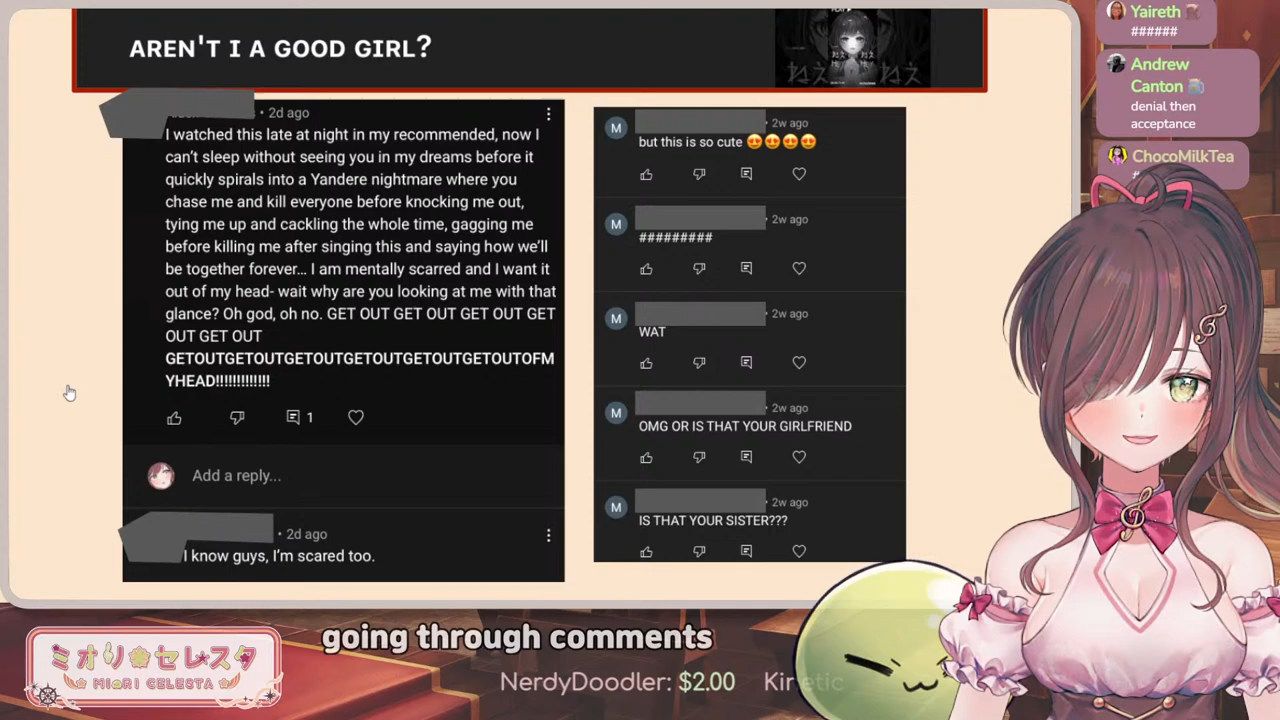 AREN'T I A GOOD GIRL?
ねえ ねえ
• 2d ago
I watched this late at night in my recommended, now I
can't sleep without seeing you in my dreams before it
quickly spirals into a Yandere nightmare where you
chase me and kill everyone before knocking me out,
tying me up and cackling the whole time, gagging me
before killing me after singing this and saying how we'll
be together forever... I am mentally scarred and I want it
out of my head- wait why are you looking at me with that
glance? Oh god, oh no. GET OUT GET OUT GET OUT GET
OUT GET OUT
GETOUTGETOUTGETOUTGETOUTGETOUTGETOUTOFM
YHEAD!!!!!!!!!!!!!
1
Add a reply...
• 2d ago
I know guys, I'm scared too.
M
• 2w ago
but this is so cute 😍😍😍😍
M
• 2w ago
#########
M
• 2w ago
WAT
M
• 2w ago
OMG OR IS THAT YOUR GIRLFRIEND
M
• 2w ago
IS THAT YOUR SISTER???
Yaireth
######
Andrew
Canton
denial then
acceptance
ChocoMilkTea
going through comments
NerdyDoodler: $2.00 Kinetic
ミオリ セレスタ
MIORI CELESTA